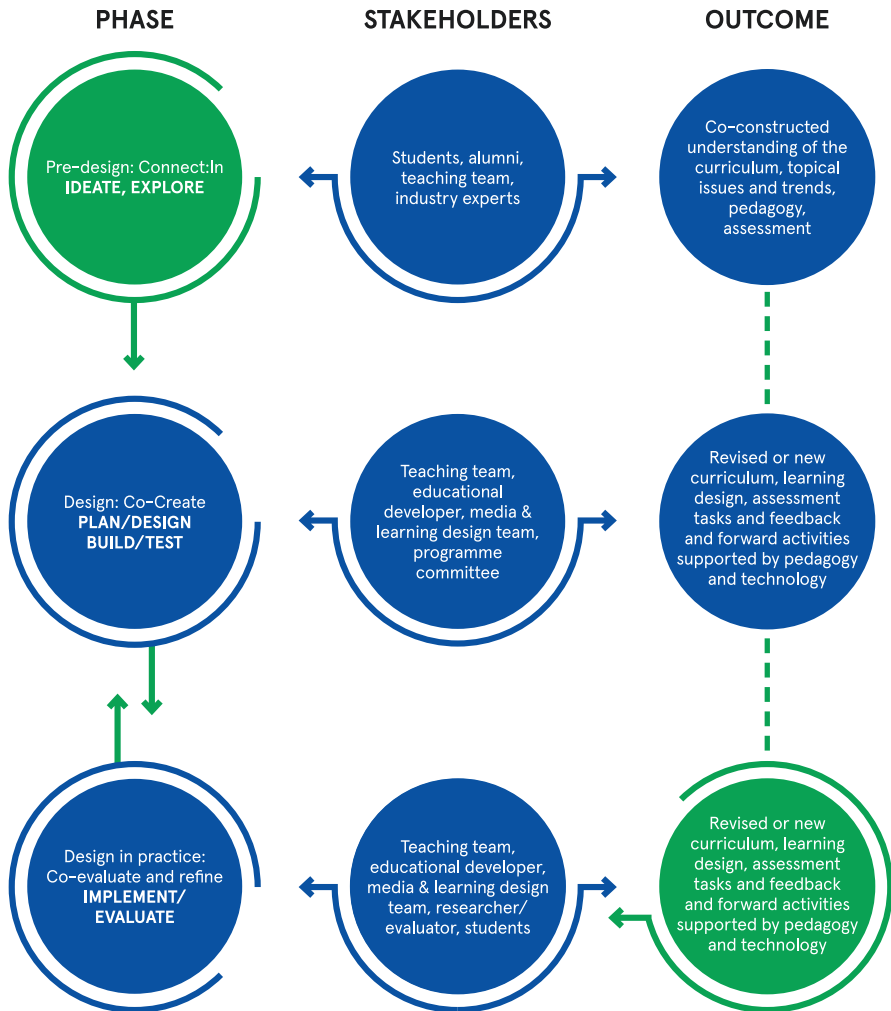 PHASE
STAKEHOLDERS
OUTCOME
Pre-design: Connect:In
IDEATE, EXPLORE
Students, alumni,
teaching team,
industry experts
Co-constructed
understanding of the
curriculum, topical
issues and trends,
pedagogy,
assessment
Design: Co-Create
PLAN/DESIGN
BUILD/TEST
Teaching team,
educational
developer, media &
learning design team,
programme
committee
Revised or new
curriculum, learning
design, assessment
tasks and feedback
and forward activities
supported by pedagogy
and technology
Design in practice:
Co-evaluate and refine
IMPLEMENT/
EVALUATE
Teaching team,
educational developer,
media & learning design
team, researcher/
evaluator, students
Revised or new
curriculum, learning
design, assessment
tasks and feedback
and forward activities
supported by pedagogy
and technology